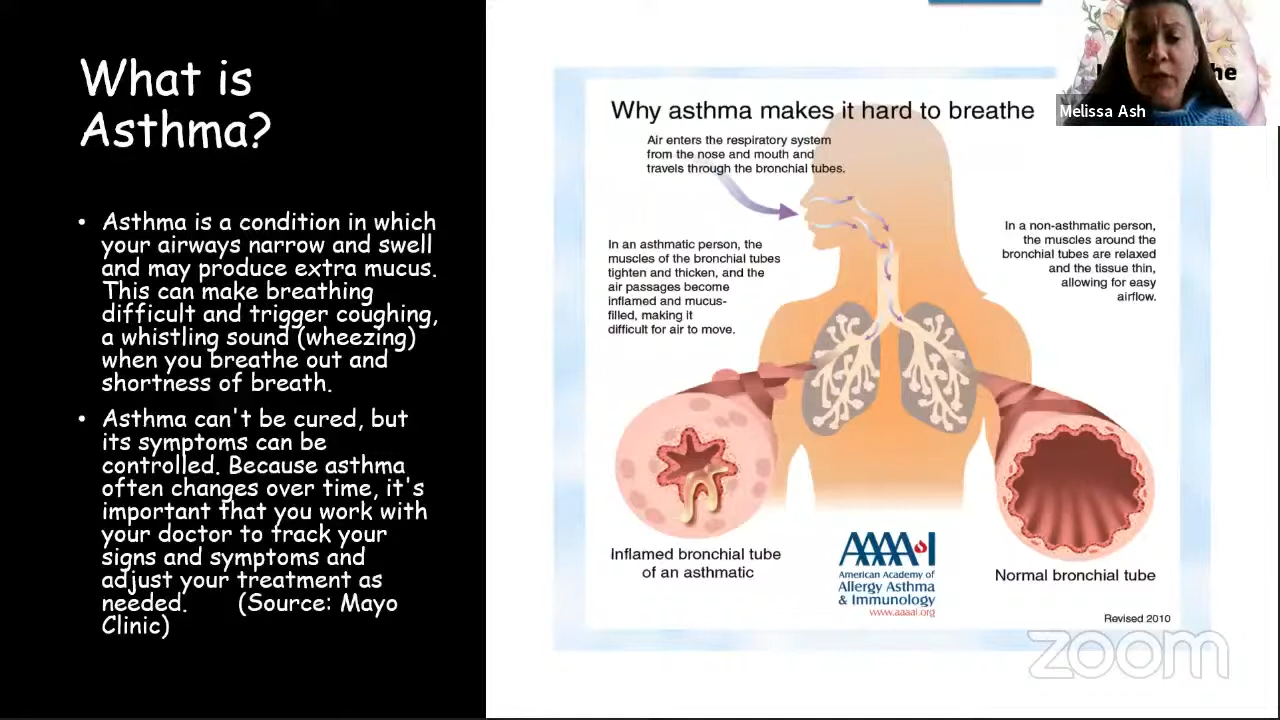 What is
Asthma?
• Asthma is a condition in which
your airways narrow and swell
and may produce extra mucus.
This can make breathing
difficult and trigger coughing,
a whistling sound (wheezing)
when you breathe out and
shortness of breath.
• Asthma can't be cured, but
its symptoms can be
controlled. Because asthma
often changes over time, it's
important that you work with
your doctor to track your
signs and symptoms and
adjust your treatment as
needed. (Source: Mayo
Clinic)
Why asthma makes it hard to breathe
Air enters the respiratory system
from the nose and mouth and
travels through the bronchial tubes.
In an asthmatic person, the
muscles of the bronchial tubes
tighten and thicken, and the
air passages become
inflamed and mucus-
filled, making it
difficult for air to move.
In a non-asthmatic person,
the muscles around the
bronchial tubes are relaxed
and the tissue thin,
allowing for easy
airflow.
Inflamed bronchial tube
of an asthmatic
AAAAI
American Academy of
Allergy Asthma
& Immunology
www.aaaai.org
Normal bronchial tube
Revised 2010
Melissa Ash
zoom